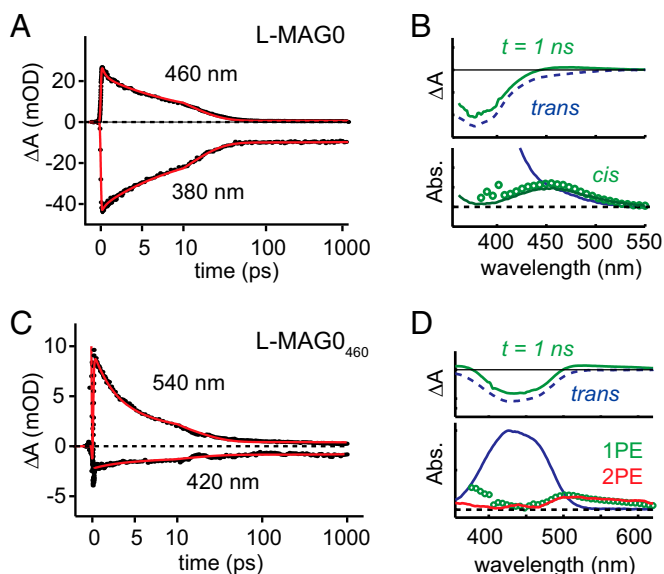 A
L-MAG0
ΔA (mOD)
20
0
-20
-40
460 nm
380 nm
0 5 10 100 1000
time (ps)
B
t = 1 ns
ΔA
trans
Abs.
cis
400 450 500 550
wavelength (nm)
C
L-MAG0460
ΔA (mOD)
10
5
0
-5
540 nm
420 nm
0 5 10 100 1000
time (ps)
D
t = 1 ns
ΔA
trans
Abs.
1PE
2PE
400 500 600
wavelength (nm)